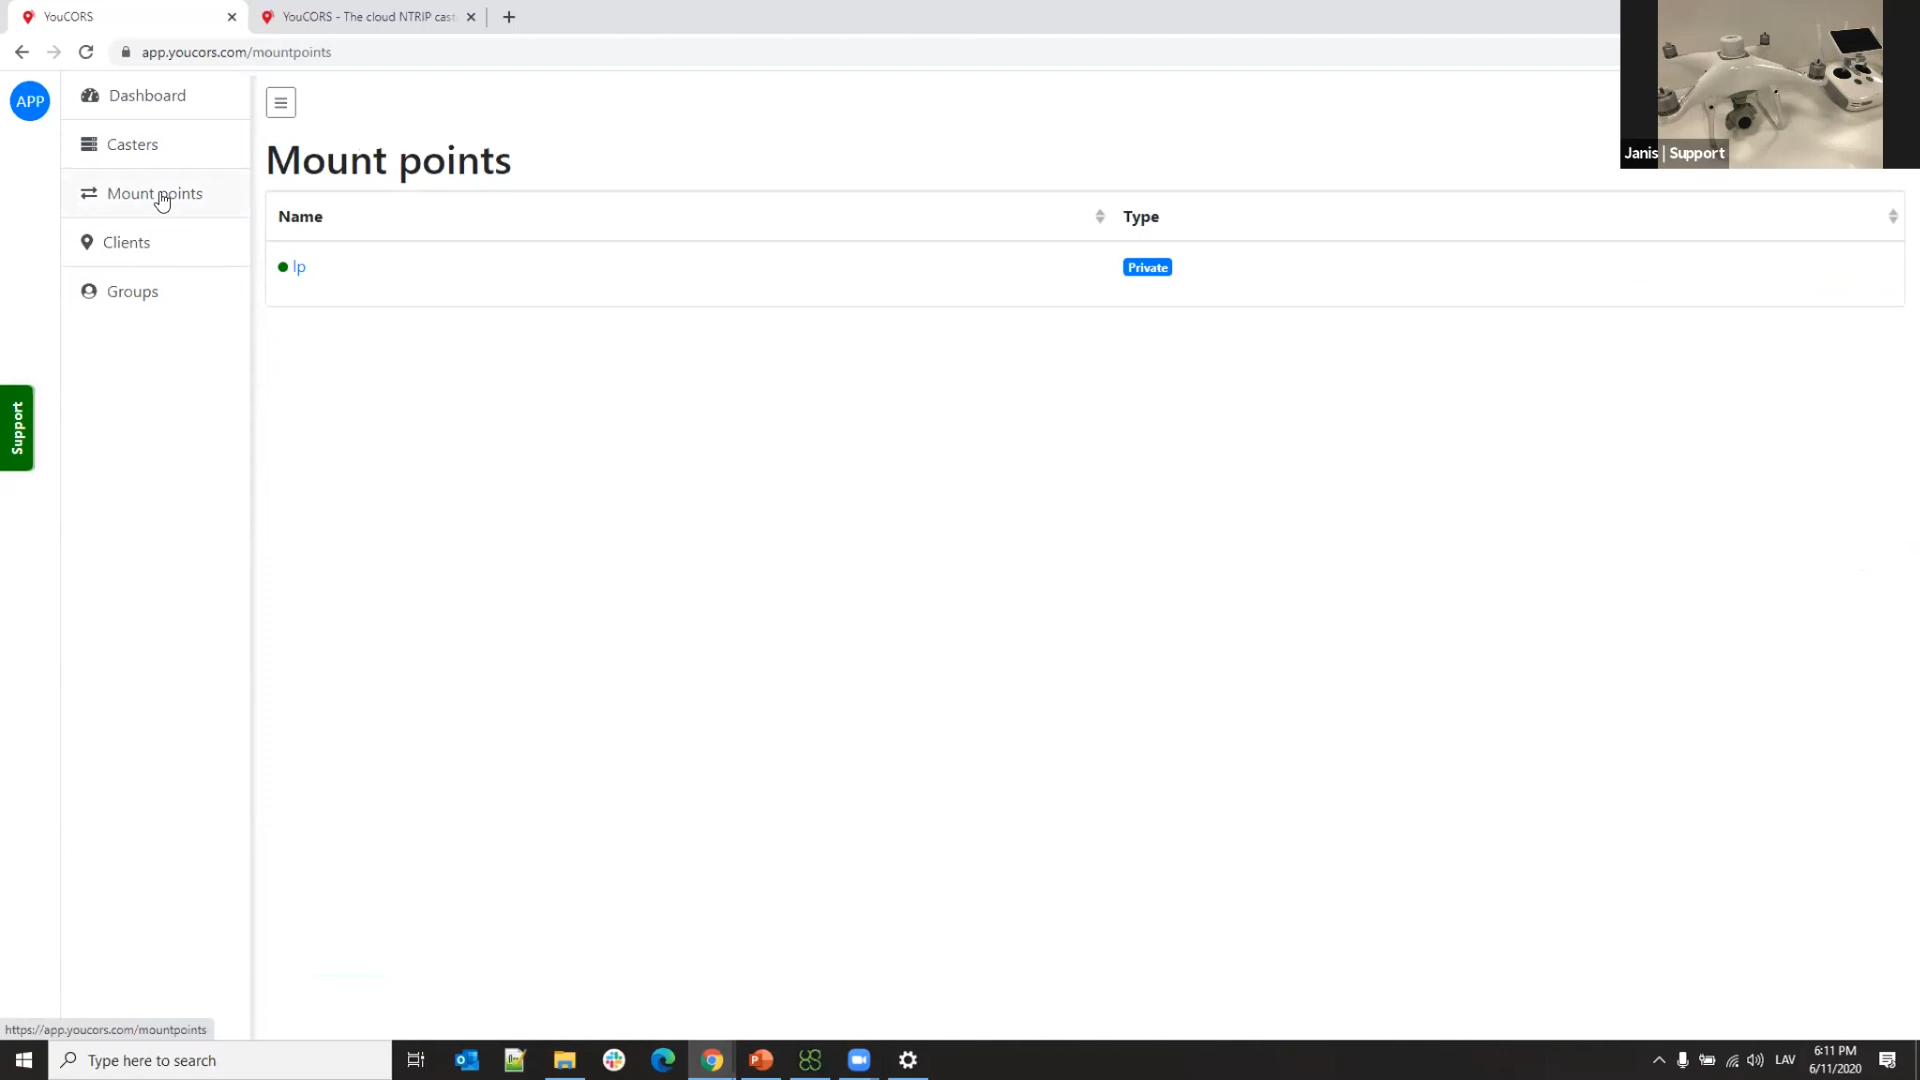 YouCORS
YouCORS - The cloud NTRIP cast
app.youcors.com/mountpoints
APP
Dashboard
Casters
Mount points
Clients
Groups
Support
Mount points
Name
Type
lp
Private
Janis | Support
https://app.youcors.com/mountpoints
Type here to search
LAV
6:11 PM
6/11/2020